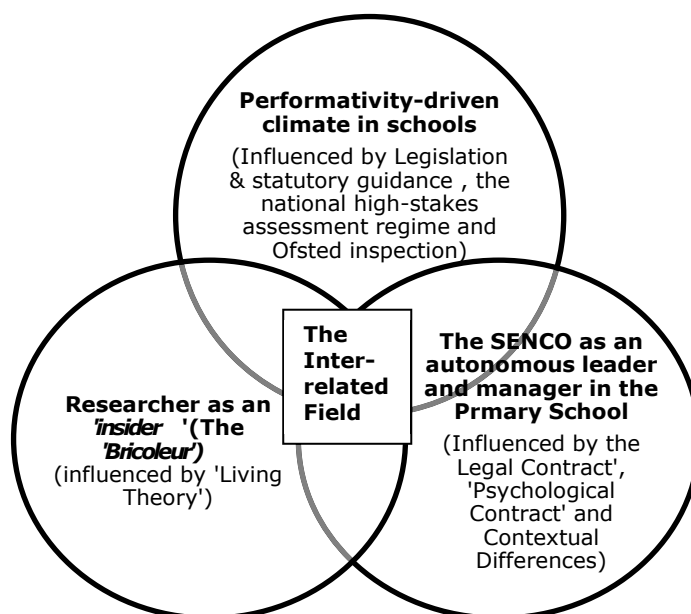 Performativity-driven
climate in schools
(Influenced by Legislation
& statutory guidance , the
national high-stakes
assessment regime and
Ofsted inspection)
The
Inter-
related
Field
Researcher as an
'insider '(The
'Bricoleur')
(influenced by 'Living
Theory')
The SENCO as an
autonomous leader
and manager in the
Prmary School
(Influenced by the
Legal Contract',
'Psychological
Contract' and
Contextual
Differences)